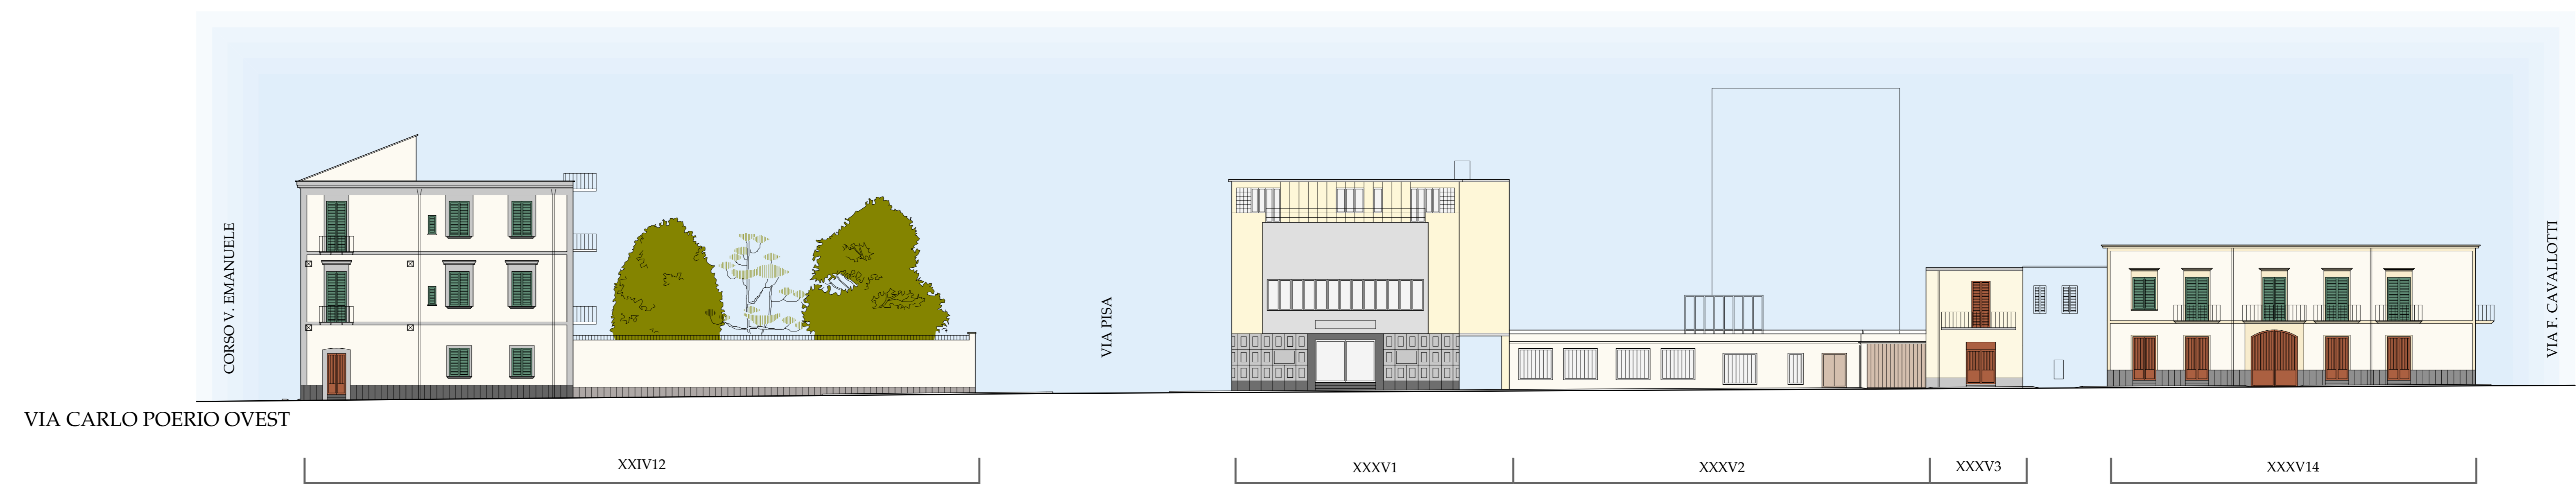 CORSO V. EMANUELE
VIA PISA
VIA F. CAVALLOTTI
VIA CARLO POERIO OVEST
XXIV12
XXXV1
XXXV2
XXXV3
XXXV14